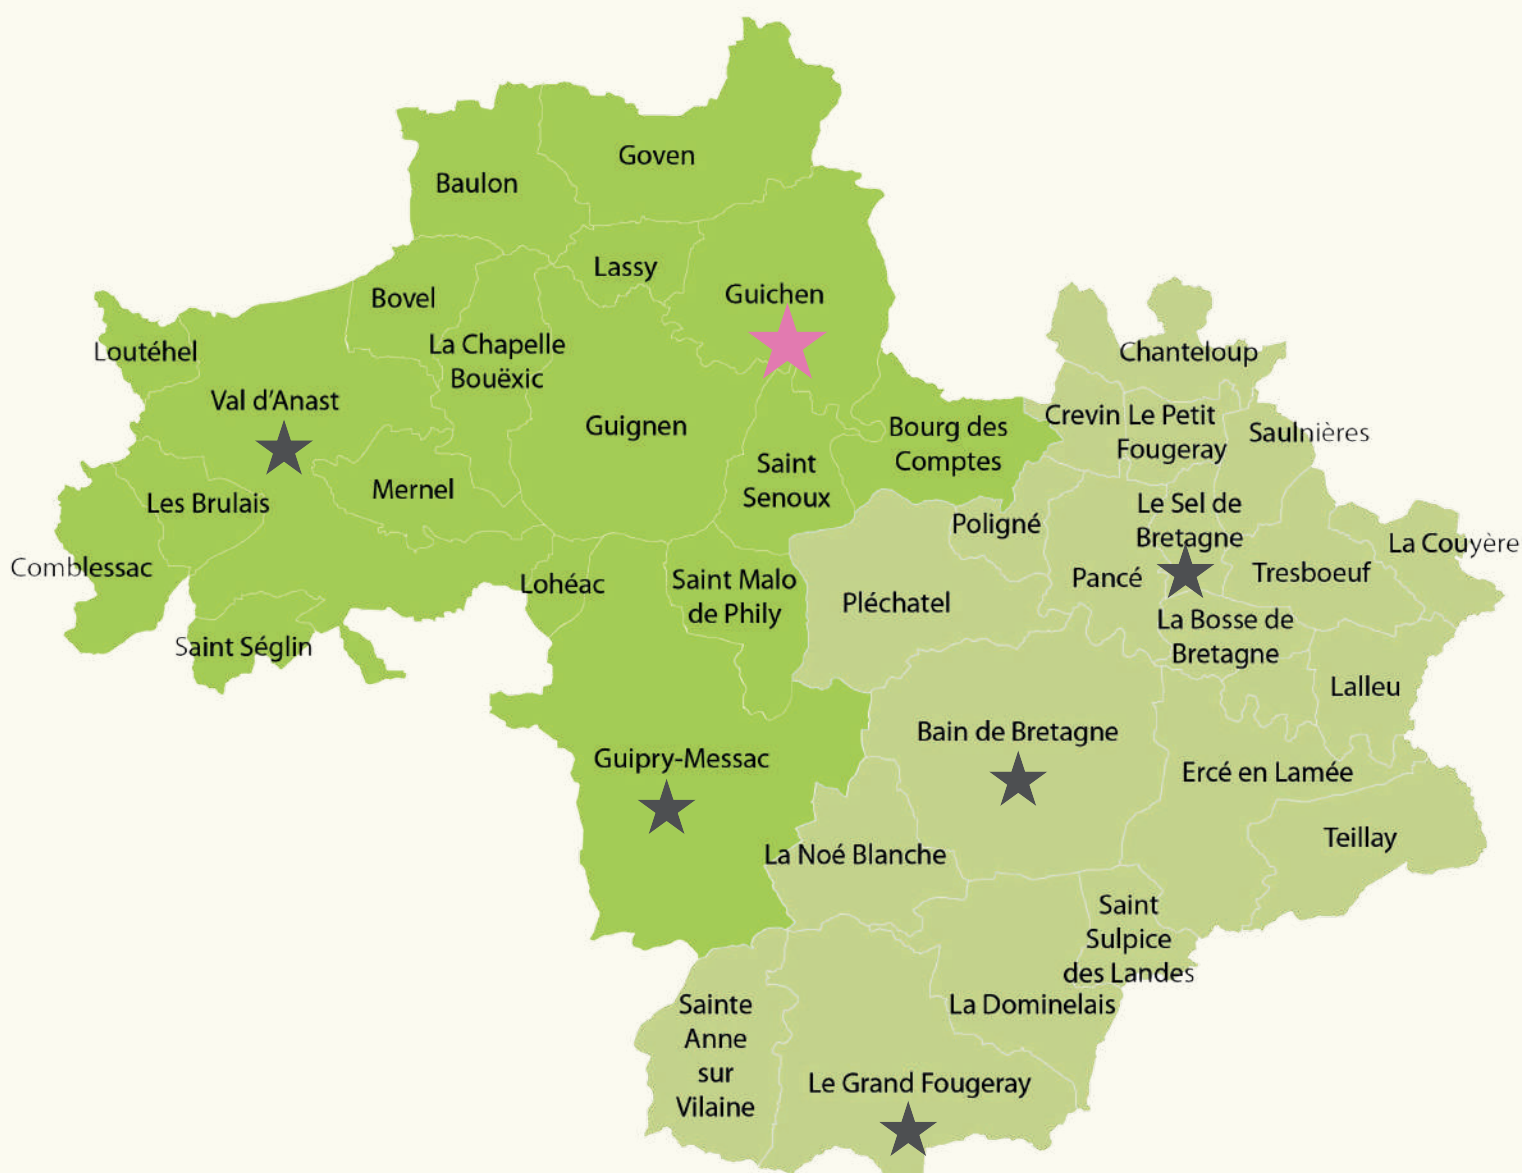 Goven
Baulon
Lassy
Guichen
Bovel
Loutéhel
La Chapelle
Bouëxic
Chanteloup
Val d'Anast
Guignen
Bourg des
Comptes
Crevin
Le Petit
Fougeray
Saulnières
Saint
Senoux
Mernel
Les Brulais
Le Sel de
Bretagne
Poligné
La Couyère
Comblessac
Lohéac
Saint Malo
de Phily
Pléchatel
Pancé
Tresboeuf
La Bosse de
Bretagne
Saint Séglin
Lalleu
Bain de Bretagne
Guipry-Messac
Ercé en Lamée
Teillay
La Noé Blanche
Saint
Sulpice
des Landes
La Dominelais
Sainte
Anne
sur
Vilaine
Le Grand Fougeray